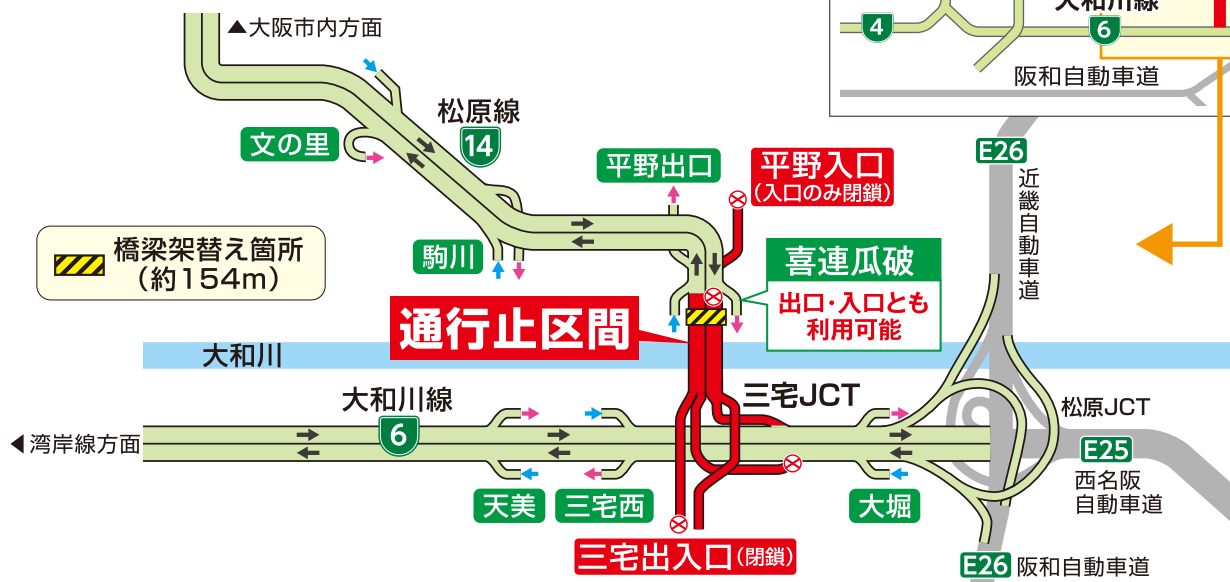 ▲大阪市内方面
大和川線
4
6
阪和自動車道
松原線
14
文の里
平野出口
平野入口
(入口のみ閉鎖)
E26
近畿自動車道
橋梁架替え箇所
(約154m)
駒川
喜連瓜破
出口・入口とも
利用可能
通行止区間
大和川
三宅JCT
大和川線
6
松原JCT
◀湾岸線方面
E25
西名阪
自動車道
天美
三宅西
大堀
三宅出入口(閉鎖)
E26 阪和自動車道